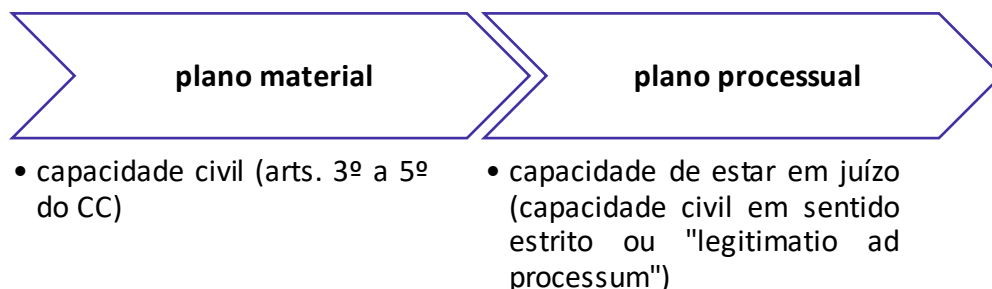 plano material
plano processual
• capacidade civil (arts. 3º a 5º
do CC)
• capacidade de estar em juízo
(capacidade civil em sentido
estrito ou "legitimatio ad
processum")